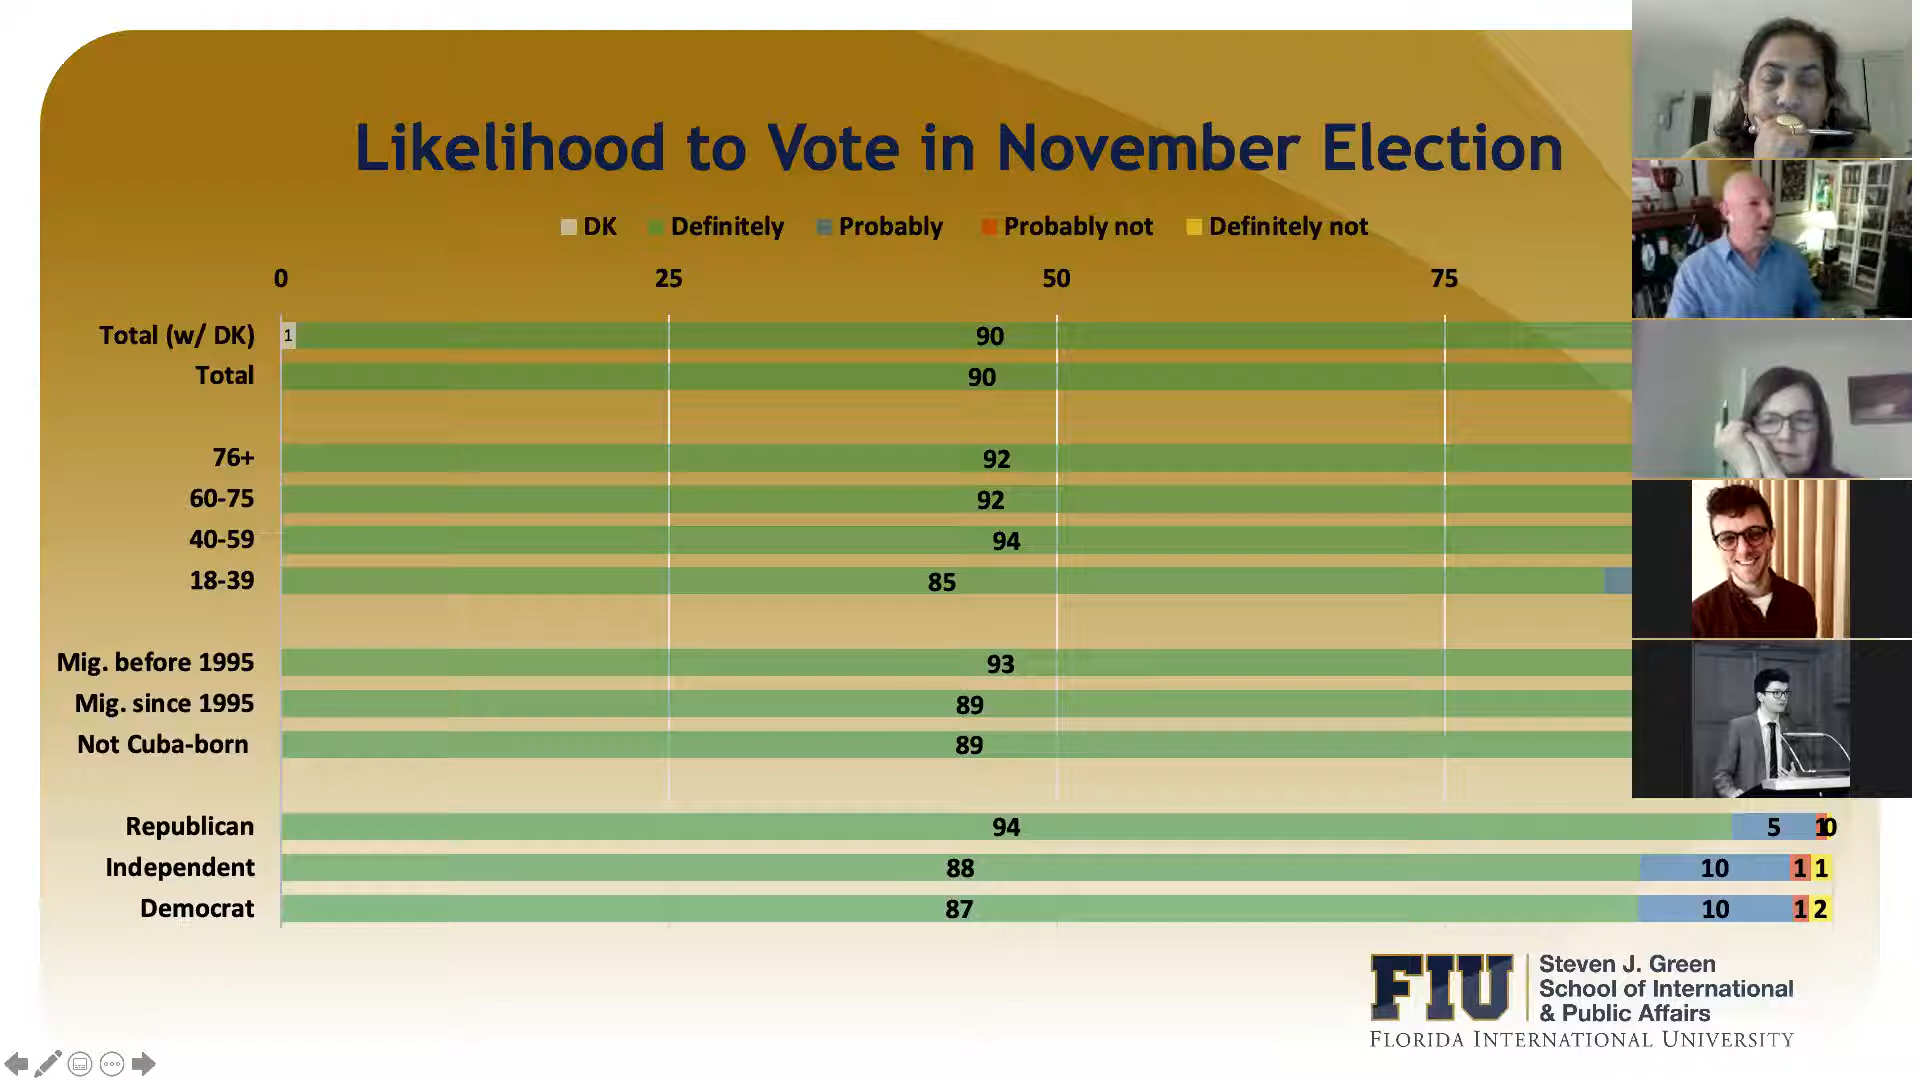 Likelihood to Vote in November Election
DK Definitely Probably Probably not Definitely not
0 25 50 75
Total (w/ DK) 1 90
Total 90
76+ 92
60-75 92
40-59 94
18-39 85
Mig. before 1995 93
Mig. since 1995 89
Not Cuba-born 89
Republican 94 5 1 0
Independent 88 10 1 1
Democrat 87 10 1 2
FIU
Steven J. Green
School of International
& Public Affairs
FLORIDA INTERNATIONAL UNIVERSITY